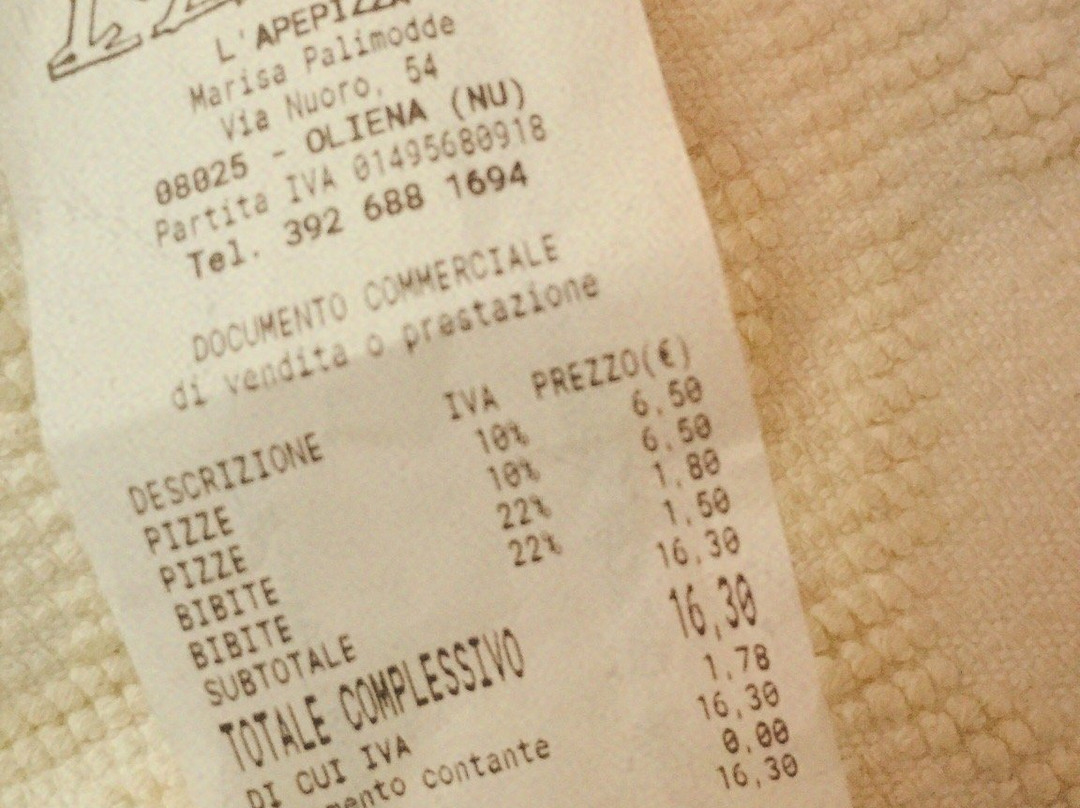 L'APEPIZZA
Marisa Palimodde
Via Nuoro, 54
08025 - OLIENA (NU)
Partita IVA 01495680918
Tel. 392 688 1694
DOCUMENTO COMMERCIALE
di vendita o prestazione
DESCRIZIONE IVA PREZZO(€)
PIZZE 10% 6,50
PIZZE 10% 6,50
BIBITE 22% 1,80
BIBITE 22% 1,50
SUBTOTALE 16,30
TOTALE COMPLESSIVO 16,30
DI CUI IVA 1,78
mento contante 16,30
0,00
16,30